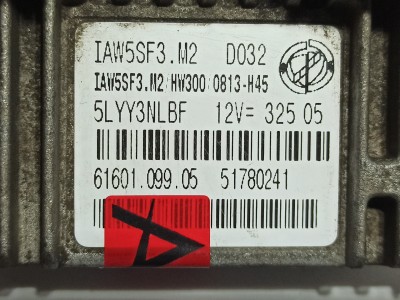 IAW5SF3.M2 D032
IAW5SF3.M2/HW300/0813-H45
5LYY3NLBF 12V= 325 05
61601.099.05 51780241
A